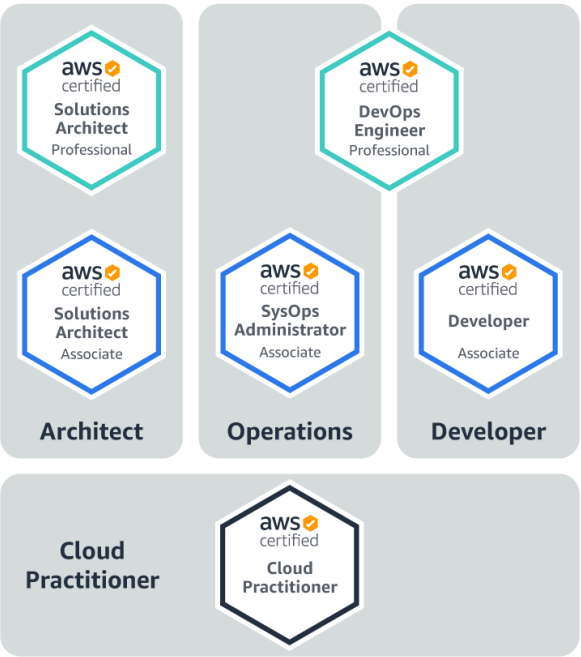 aws
certified
Solutions
Architect
Professional
aws
certified
DevOps
Engineer
Professional
aws
certified
Solutions
Architect
Associate
aws
certified
SysOps
Administrator
Associate
aws
certified
Developer
Associate
Architect
Operations
Developer
Cloud
Practitioner
aws
certified
Cloud
Practitioner